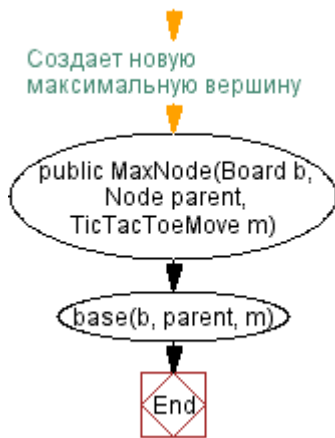 Создает новую
максимальную вершину
public MaxNode(Board b,
Node parent,
TicTacToeMove m)
base(b, parent, m)
End